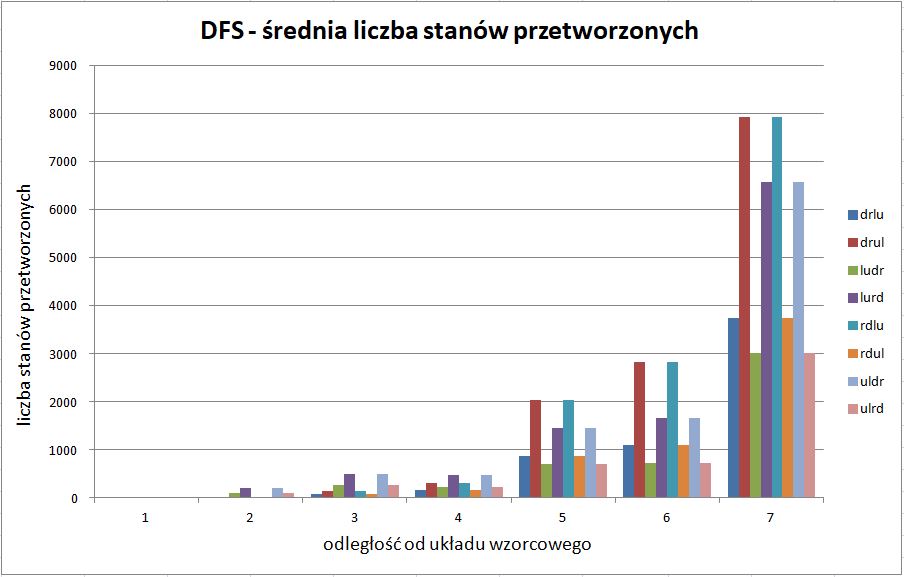 DFS - średnia liczba stanów przetworzonych
liczba stanów przetworzonych
9000
8000
7000
6000
5000
4000
3000
2000
1000
0
1 2 3 4 5 6 7
odległość od układu wzorcowego
drlu
drul
ludr
lurd
rdlu
rdul
uldr
ulrd